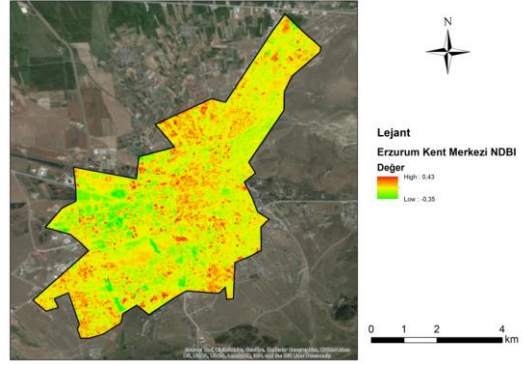 N
Lejant
Erzurum Kent Merkezi NDBI
Değer
High : 0,43
Low : -0,35
0 1 2 4
km